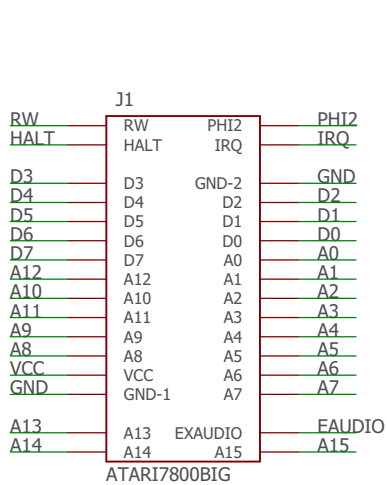 J1
RW RW PHI2 PHI2
HALT HALT IRQ IRQ
D3 D3 GND-2 GND
D4 D4 D2 D2
D5 D5 D1 D1
D6 D6 D0 D0
D7 D7 A0 A0
A12 A12 A1 A1
A10 A10 A2 A2
A11 A11 A3 A3
A9 A9 A4 A4
A8 A8 A5 A5
VCC VCC A6 A6
GND GND-1 A7 A7
A13 A13 EXAUDIO EAUDIO
A14 A14 A15 A15
ATARI7800BIG